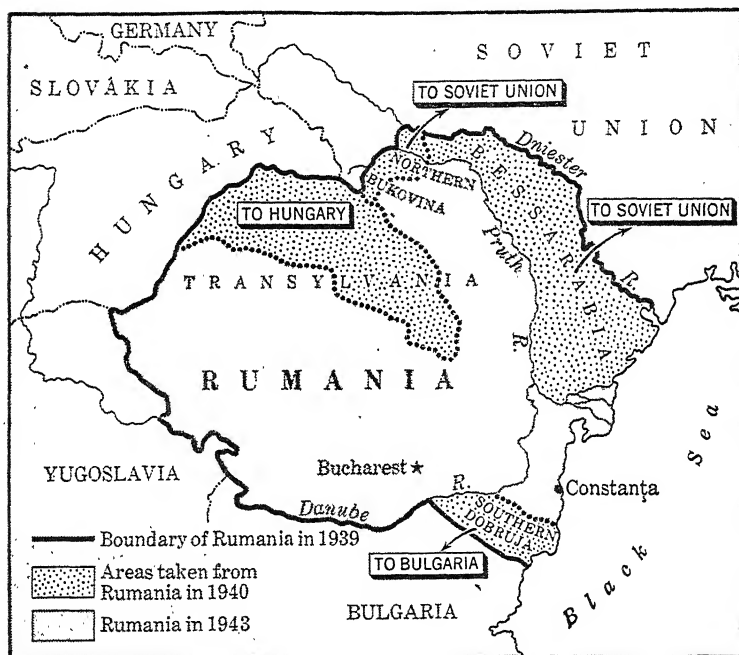 GERMANY
SLOVAKIA
SOVIET
UNION
TO SOVIET UNION
HUNGARY
NORTHERN
BUKOVINA
BESSARABIA
Dniester
R.
TO SOVIET UNION
TO HUNGARY
TRANSYLVANIA
Pruth
R.
RUMANIA
YUGOSLAVIA
Bucharest
Constanţa
Danube
R.
SOUTHERN
DOBRUJA
TO BULGARIA
BULGARIA
Black Sea
Boundary of Rumania in 1939
Areas taken from
Rumania in 1940
Rumania in 1943